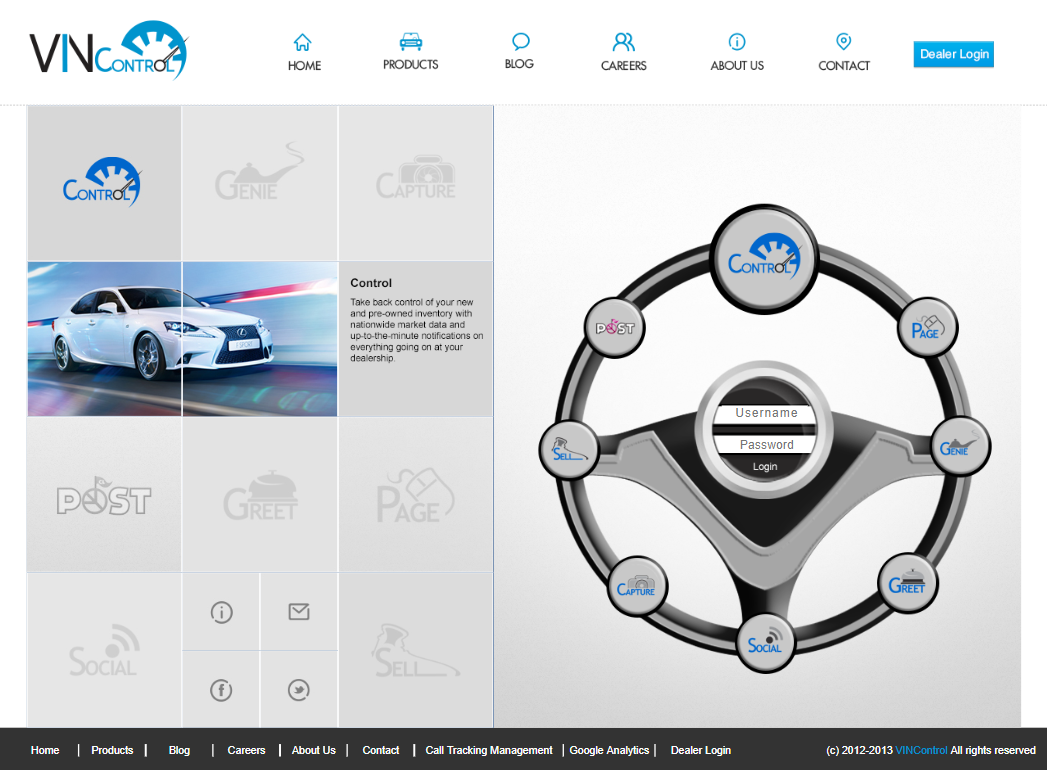 VINCONTROL
HOME
PRODUCTS
BLOG
CAREERS
ABOUT US
CONTACT
Dealer Login
CONTROL
GENIE
CAPTURE
Control
Take back control of your new
and pre-owned inventory with
nationwide market data and
up-to-the-minute notifications on
everything going on at your
dealership.
POST
GREET
PAGE
SOCIAL
SELL
CONTROL
POST
PAGE
Username
Password
Login
SELL
GENIE
CAPTURE
GREET
SOCIAL
Home | Products | Blog | Careers | About Us | Contact | Call Tracking Management | Google Analytics | Dealer Login (c) 2012-2013 VINControl All rights reserved